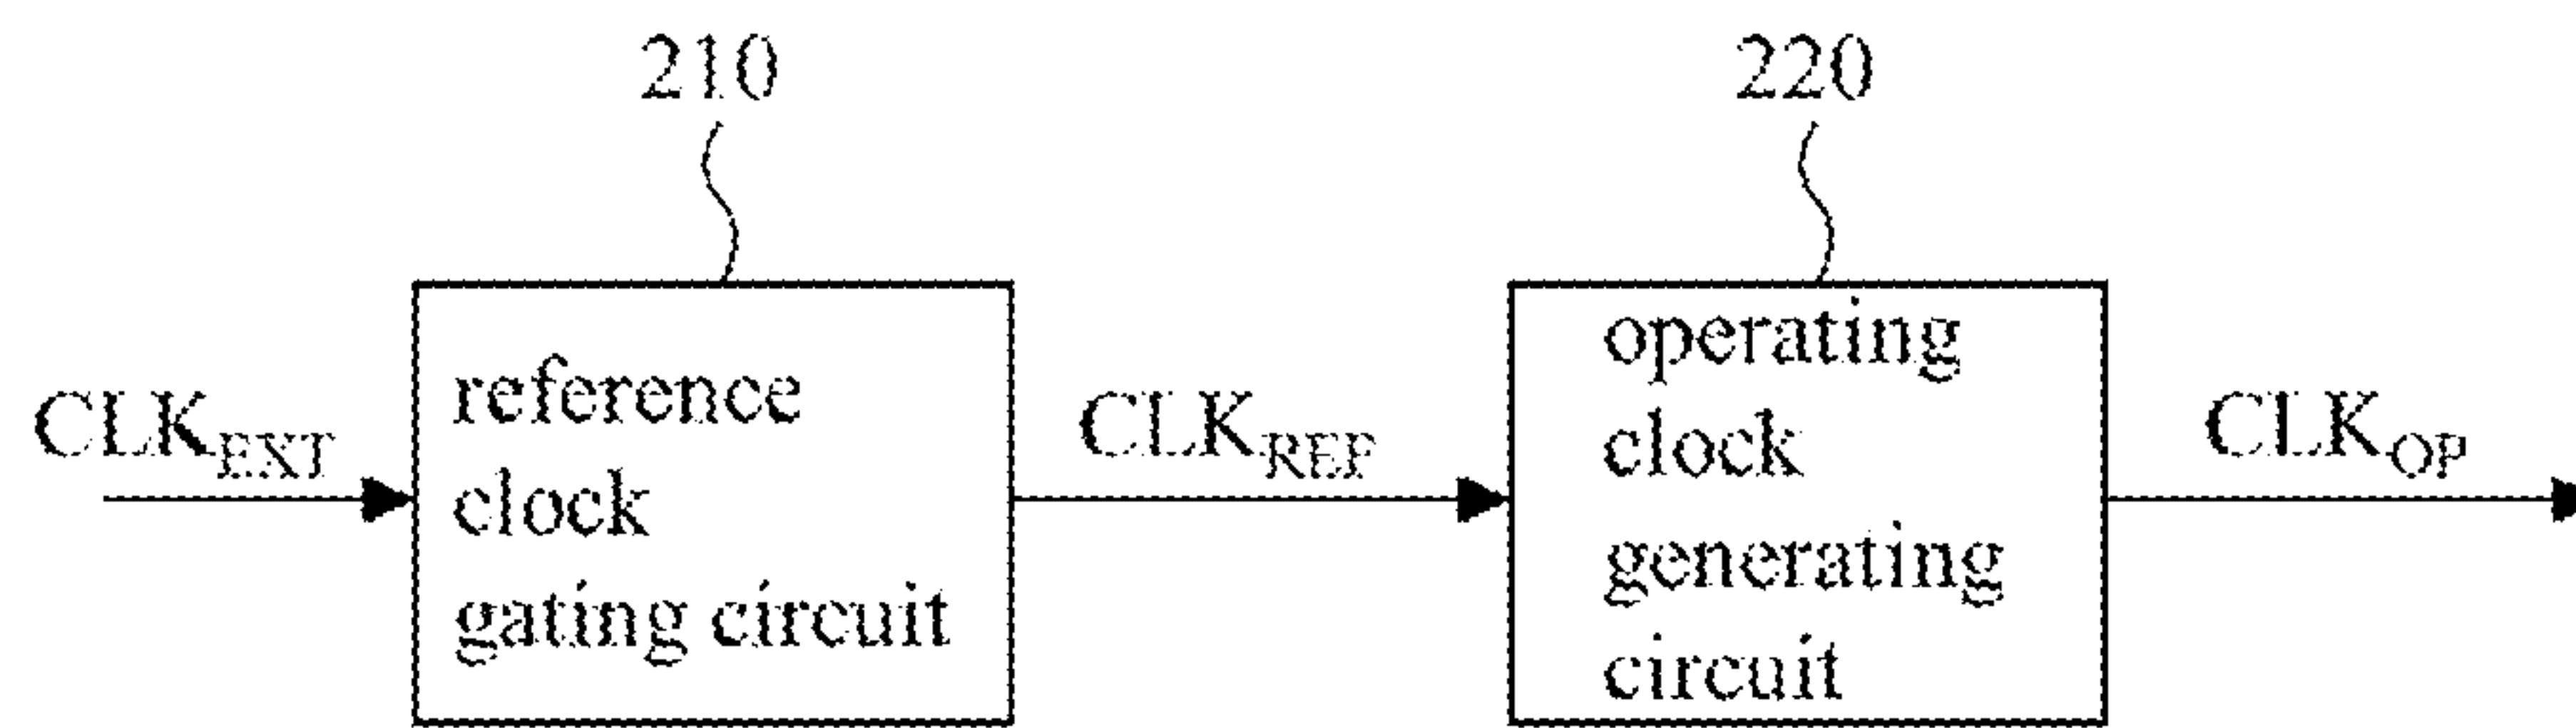 210
220
CLK_EXT
reference
clock
gating circuit
CLK_REF
operating
clock
generating
circuit
CLK_OP